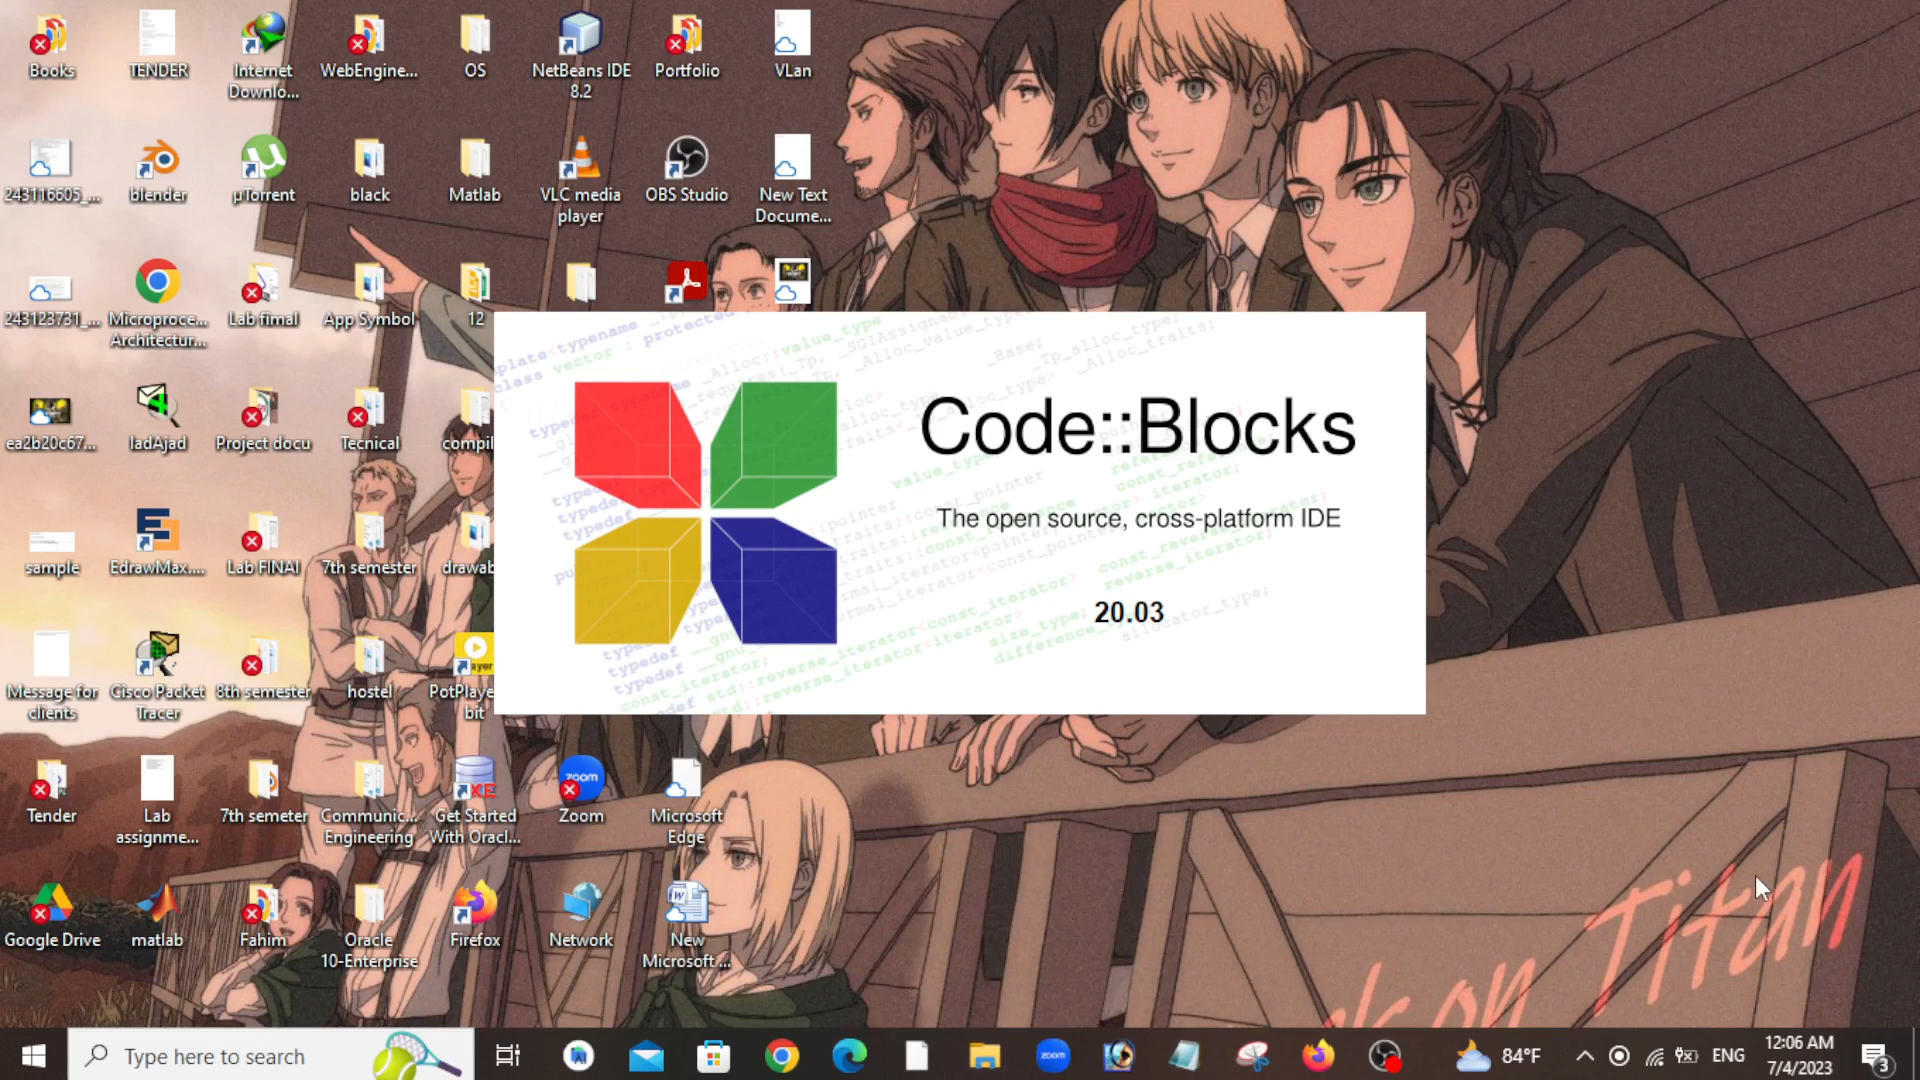 Books
TENDER
Internet
Downlo...
WebEngine...
OS
NetBeans IDE
8.2
Portfolio
VLan
243116605_...
blender
µTorrent
black
Matlab
VLC media
player
OBS Studio
New Text
Docume...
243123731_...
Microproce...
Architectur...
Lab fimal
App Symbol
12
ea2b20c67...
ladAjad
Project docu
Tecnical
compil
sample
EdrawMax....
Lab FINAl
7th semester
drawab
Message for
clients
Cisco Packet
Tracer
8th semester
hostel
PotPlaye
bit
Code::Blocks
The open source, cross-platform IDE
20.03
Tender
Lab
assignme...
7th semeter
Communic...
Engineering
Get Started
With Oracl...
Zoom
Microsoft
Edge
Google Drive
matlab
Fahim
Oracle
10-Enterprise
Firefox
Network
New
Microsoft ...
on Titan
Type here to search
zoom
84°F
ENG
12:06 AM
7/4/2023
3